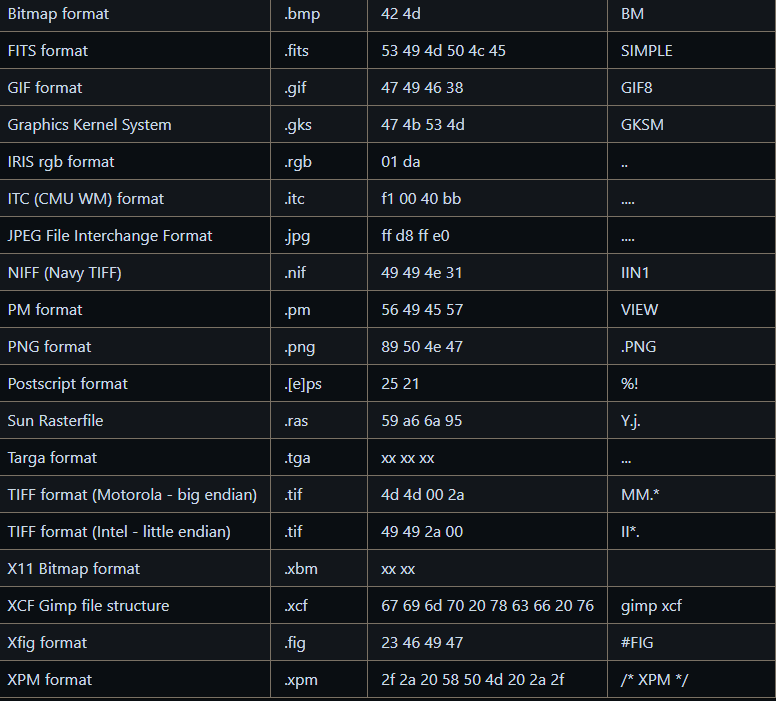 Bitmap format .bmp 42 4d BM
FITS format .fits 53 49 4d 50 4c 45 SIMPLE
GIF format .gif 47 49 46 38 GIF8
Graphics Kernel System .gks 47 4b 53 4d GKSM
IRIS rgb format .rgb 01 da ..
ITC (CMU WM) format .itc f1 00 40 bb ....
JPEG File Interchange Format .jpg ff d8 ff e0 ....
NIFF (Navy TIFF) .nif 49 49 4e 31 IIN1
PM format .pm 56 49 45 57 VIEW
PNG format .png 89 50 4e 47 .PNG
Postscript format .[e]ps 25 21 %!
Sun Rasterfile .ras 59 a6 6a 95 Y.j.
Targa format .tga xx xx xx ...
TIFF format (Motorola - big endian) .tif 4d 4d 00 2a MM.*
TIFF format (Intel - little endian) .tif 49 49 2a 00 II*.
X11 Bitmap format .xbm xx xx
XCF Gimp file structure .xcf 67 69 6d 70 20 78 63 66 20 76 gimp xcf
Xfig format .fig 23 46 49 47 #FIG
XPM format .xpm 2f 2a 20 58 50 4d 20 2a 2f /* XPM */